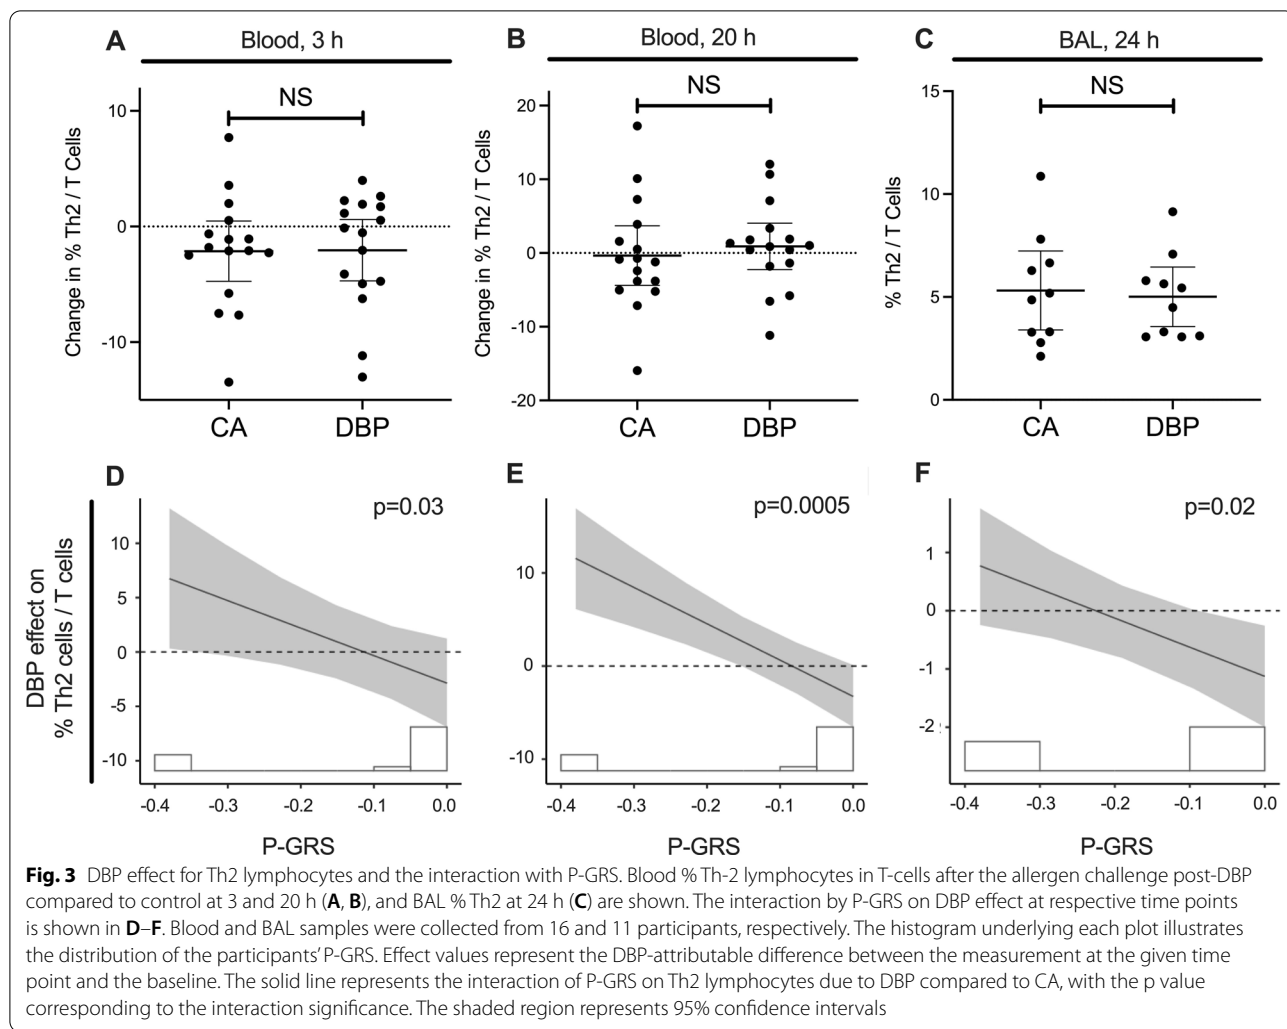 A
Blood, 3 h
NS
Change in % Th2 / T Cells
10
0
-10
CA
DBP
B
Blood, 20 h
NS
Change in % Th2 / T Cells
20
10
0
-10
-20
CA
DBP
C
BAL, 24 h
NS
% Th2 / T Cells
15
10
5
0
CA
DBP
DBP effect on
% Th2 cells / T cells
D
p=0.03
10
5
0
-5
-10
-0.4
-0.3
-0.2
-0.1
0.0
P-GRS
E
p=0.0005
10
0
-10
-0.4
-0.3
-0.2
-0.1
0.0
P-GRS
F
p=0.02
1
0
-1
-2
-0.4
-0.3
-0.2
-0.1
0.0
P-GRS
Fig. 3 DBP effect for Th2 lymphocytes and the interaction with P-GRS. Blood % Th-2 lymphocytes in T-cells after the allergen challenge post-DBP
compared to control at 3 and 20 h (A, B), and BAL % Th2 at 24 h (C) are shown. The interaction by P-GRS on DBP effect at respective time points
is shown in D–F. Blood and BAL samples were collected from 16 and 11 participants, respectively. The histogram underlying each plot illustrates
the distribution of the participants' P-GRS. Effect values represent the DBP-attributable difference between the measurement at the given time
point and the baseline. The solid line represents the interaction of P-GRS on Th2 lymphocytes due to DBP compared to CA, with the p value
corresponding to the interaction significance. The shaded region represents 95% confidence intervals